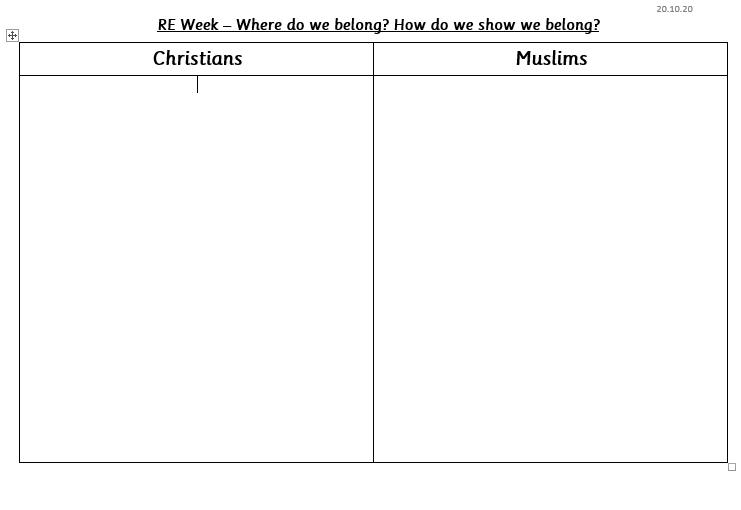 20.10.20
RE Week – Where do we belong? How do we show we belong?
Christians
Muslims